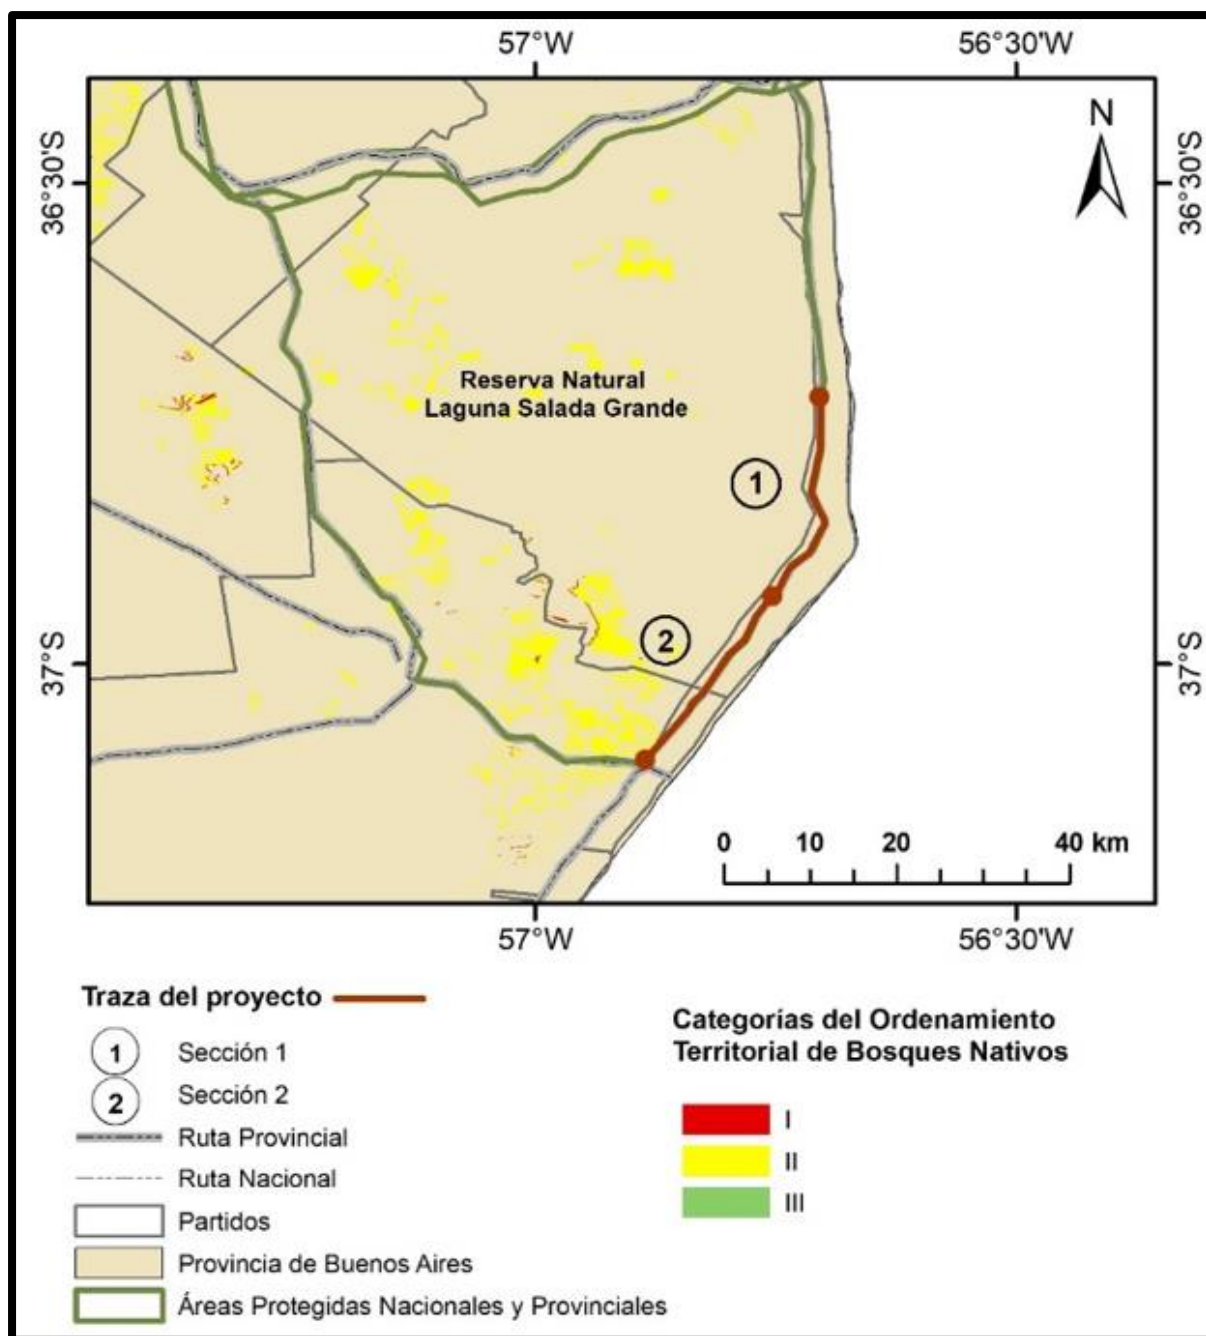 57°W
56°30'W
N
36°30'S
36°30'S
Reserva Natural
Laguna Salada Grande
1
2
37°S
37°S
0 10 20 40 km
57°W
56°30'W
Traza del proyecto
1 Sección 1
2 Sección 2
Ruta Provincial
Ruta Nacional
Partidos
Provincia de Buenos Aires
Áreas Protegidas Nacionales y Provinciales
Categorías del Ordenamiento
Territorial de Bosques Nativos
I
II
III